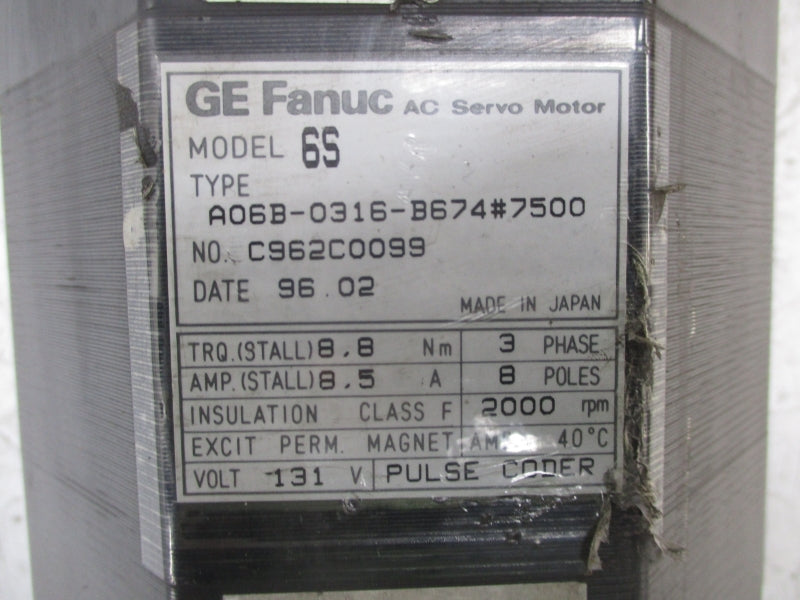 GE Fanuc AC Servo Motor
MODEL 6S
TYPE
A06B-0316-B674#7500
NO. C962C0099
DATE 96.02
MADE IN JAPAN
TRQ.(STALL) 8.8 Nm 3 PHASE
AMP.(STALL) 8.5 A 8 POLES
INSULATION CLASS F 2000 rpm
EXCIT PERM. MAGNET 40°C
VOLT 131 V PULSE CODER